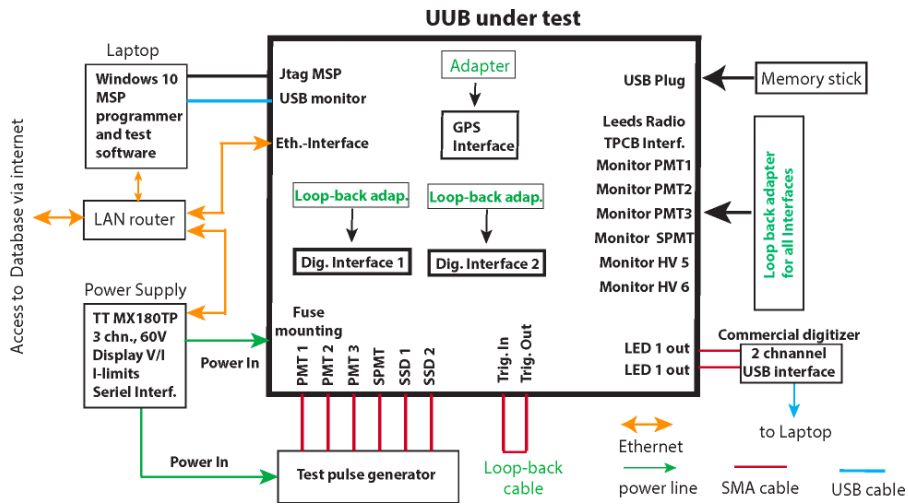 UUB under test
Laptop
Windows 10
MSP
programmer
and test
software
Jtag MSP
USB monitor
Eth.-Interface
Adapter
GPS
Interface
USB Plug
Memory stick
Leeds Radio
TPCB Interf.
Monitor PMT1
Monitor PMT2
Monitor PMT3
Monitor SPMT
Monitor HV 5
Monitor HV 6
Loop back adapter
for all Interfaces
Access to Database via internet
LAN router
Loop-back adap.
Loop-back adap.
Dig. Interface 1
Dig. Interface 2
Power Supply
TT MX180TP
3 chn., 60V
Display V/I
I-limits
Seriel Interf.
Power In
Fuse
mounting
PMT 1
PMT 2
PMT 3
SPMT
SSD 1
SSD 2
Trig. In
Trig. Out
LED 1 out
LED 1 out
Commercial digitizer
2 chnannel
USB interface
to Laptop
Power In
Test pulse generator
Loop-back
cable
Ethernet
power line
SMA cable
USB cable